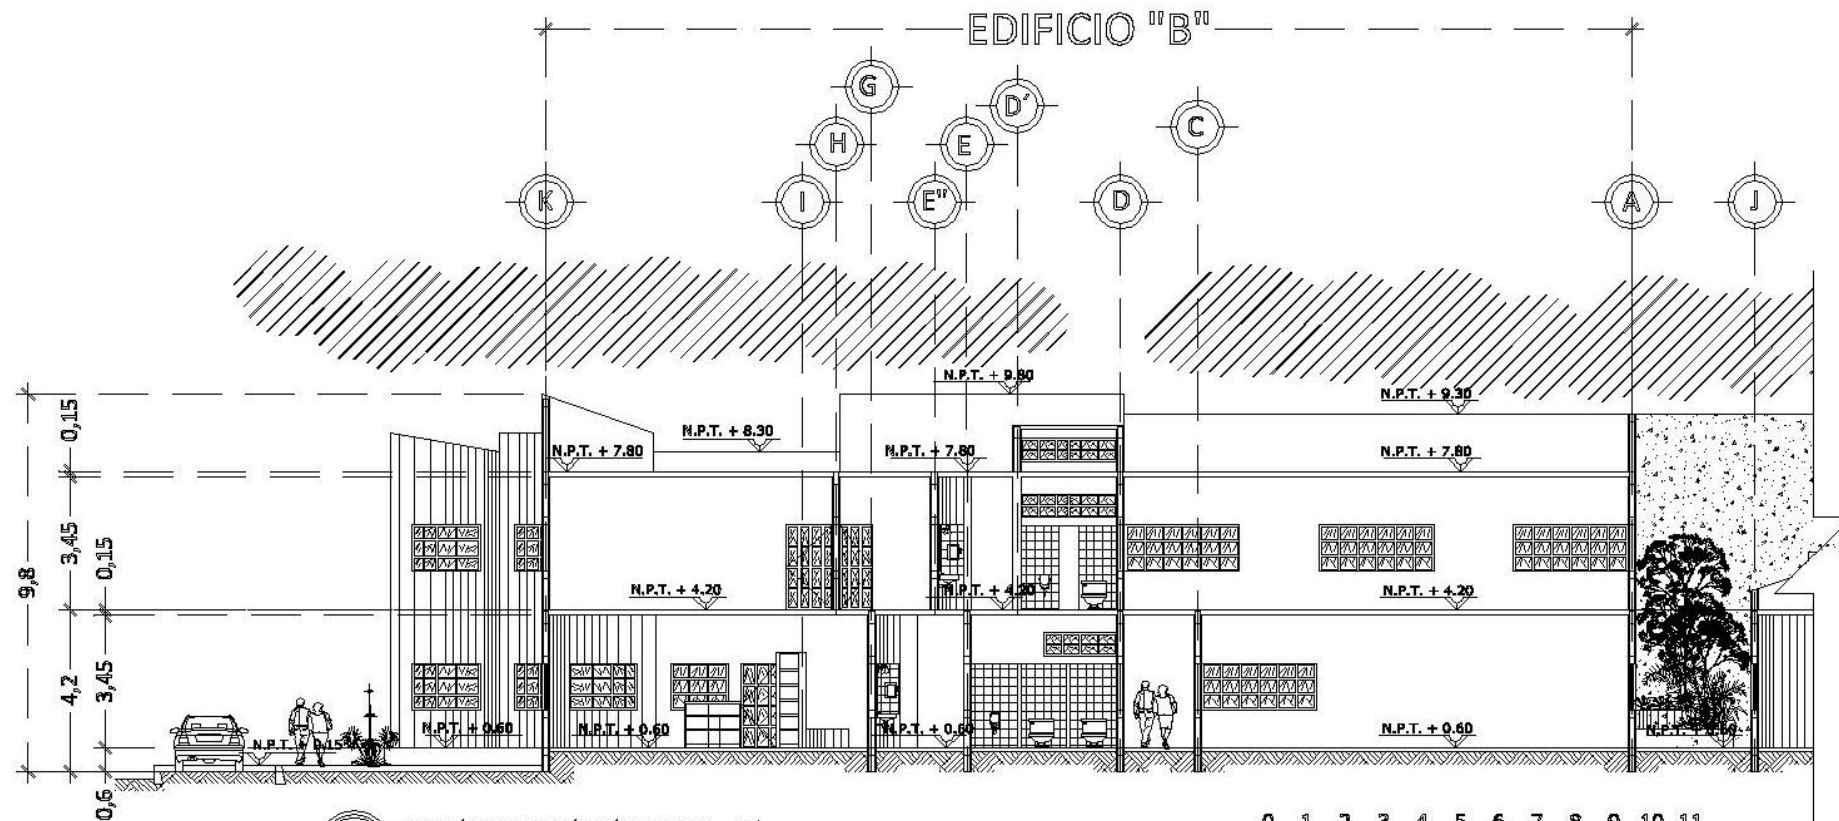 EDIFICIO "B"
G
D´
C
H
E
K
I
E"
D
A
J
N.P.T. + 9.80
N.P.T. + 9.30
0,15
N.P.T. + 8.30
N.P.T. + 7.80
N.P.T. + 7.80
N.P.T. + 7.80
3,45
0,15
9,8
N.P.T. + 4.20
N.P.T. + 4.20
N.P.T. + 4.20
4,2
3,45
N.P.T. + 0.60
N.P.T. + 0.60
N.P.T. + 0.60
N.P.T. + 0.60
N.P.T. + 0.15
0,6
0 1 2 3 4 5 6 7 8 9 10 11